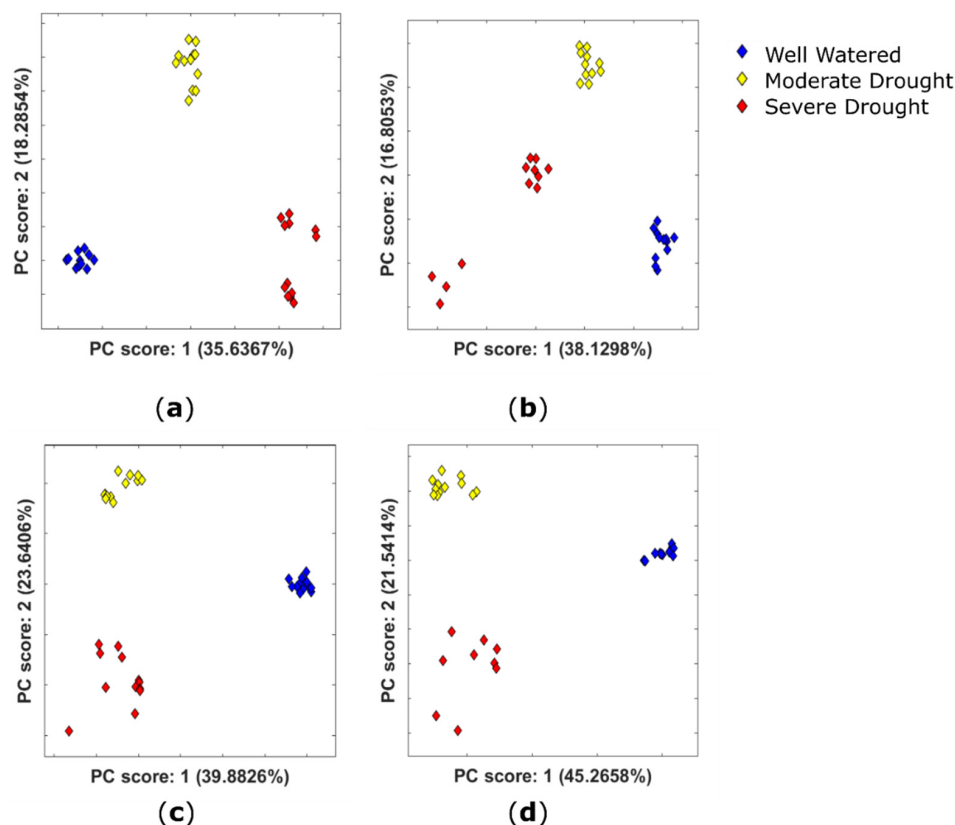 Well Watered
Moderate Drought
Severe Drought
PC score: 2 (18.2854%)
PC score: 1 (35.6367%)
(a)
PC score: 2 (16.8053%)
PC score: 1 (38.1298%)
(b)
PC score: 2 (23.6406%)
PC score: 1 (39.8826%)
(c)
PC score: 2 (21.5414%)
PC score: 1 (45.2658%)
(d)